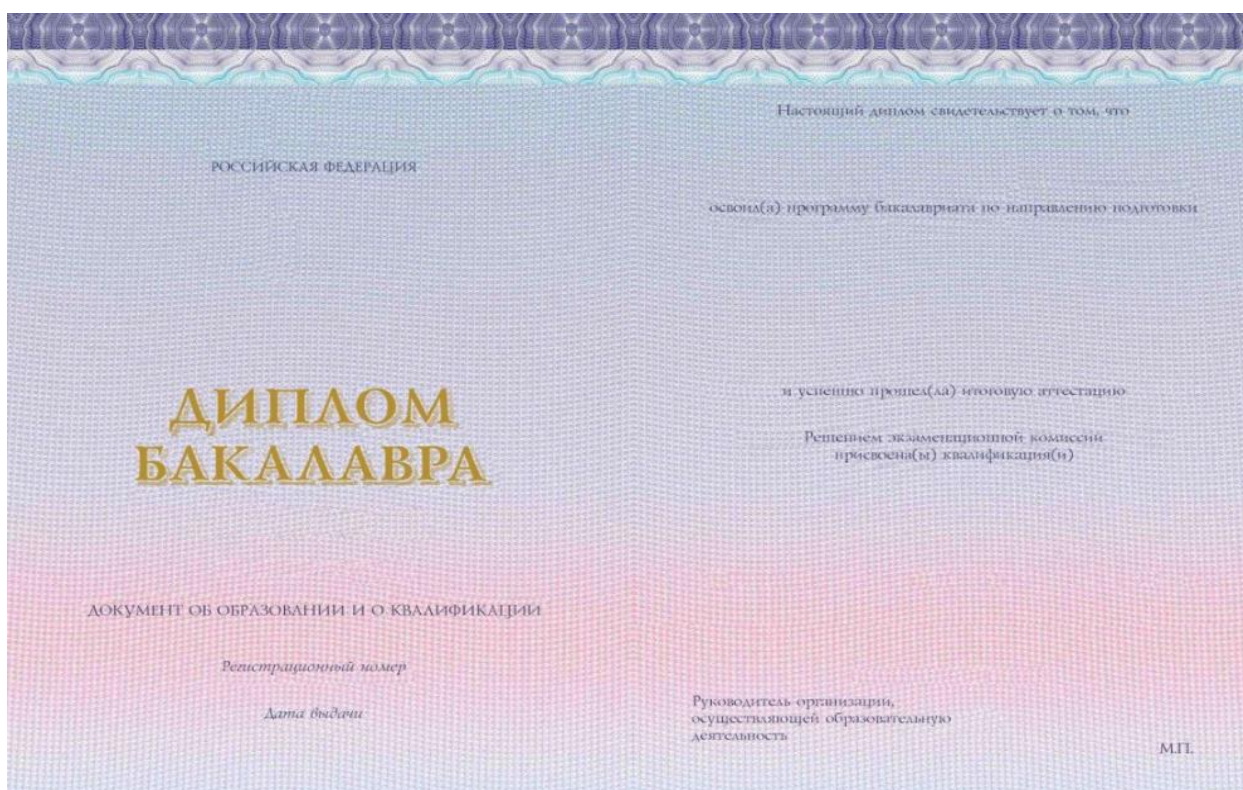 РОССИЙСКАЯ ФЕДЕРАЦИЯ
ДИПЛОМ
БАКАЛАВРА
ДОКУМЕНТ ОБ ОБРАЗОВАНИИ И О КВАЛИФИКАЦИИ
Регистрационный номер
Дата выдачи
Настоящий диплом свидетельствует о том, что
освоил(а) программу бакалавриата по направлению подготовки
и успешно прошел(ла) итоговую аттестацию
Решением экзаменационной комиссии
присвоена(ы) квалификация(и)
Руководитель организации,
осуществляющей образовательную
деятельность
М.П.